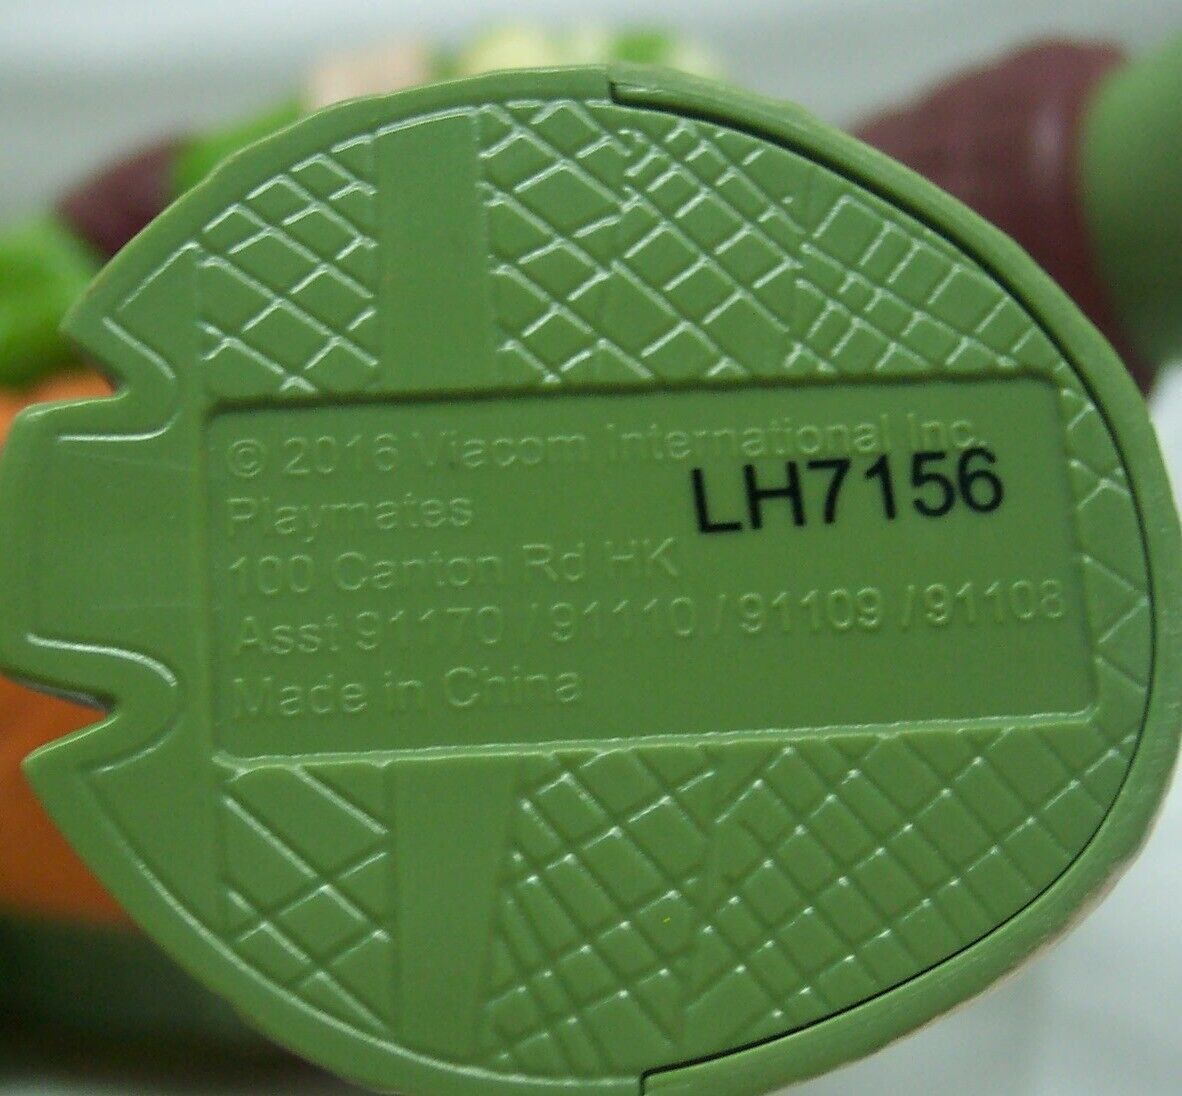 © 2016 Viacom International Inc.
LH7156
Playmates
100 Canton Rd HK
Asst 91170 / 91110 / 91109 / 91108
Made in China